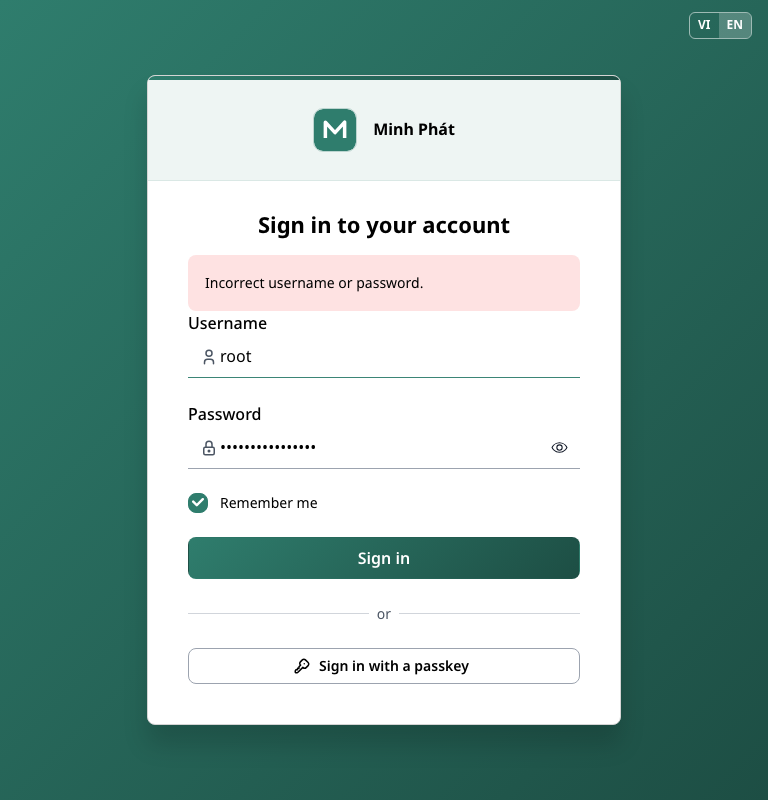 VI EN
Minh Phát
Sign in to your account
Incorrect username or password.
Username
root
Password
••••••••••••••••
Remember me
Sign in
or
Sign in with a passkey